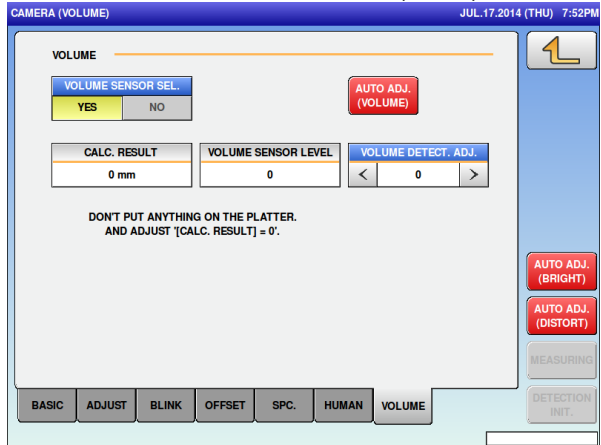 CAMERA (VOLUME) JUL.17.2014 (THU) 7:52PM
VOLUME
VOLUME SENSOR SEL.
YES NO
AUTO ADJ.
(VOLUME)
CALC. RESULT
0 mm
VOLUME SENSOR LEVEL
0
VOLUME DETECT. ADJ.
< 0 >
DON'T PUT ANYTHING ON THE PLATTER.
AND ADJUST '[CALC. RESULT] = 0'.
AUTO ADJ.
(BRIGHT)
AUTO ADJ.
(DISTORT)
MEASURING
DETECTION
INIT.
BASIC ADJUST BLINK OFFSET SPC. HUMAN VOLUME